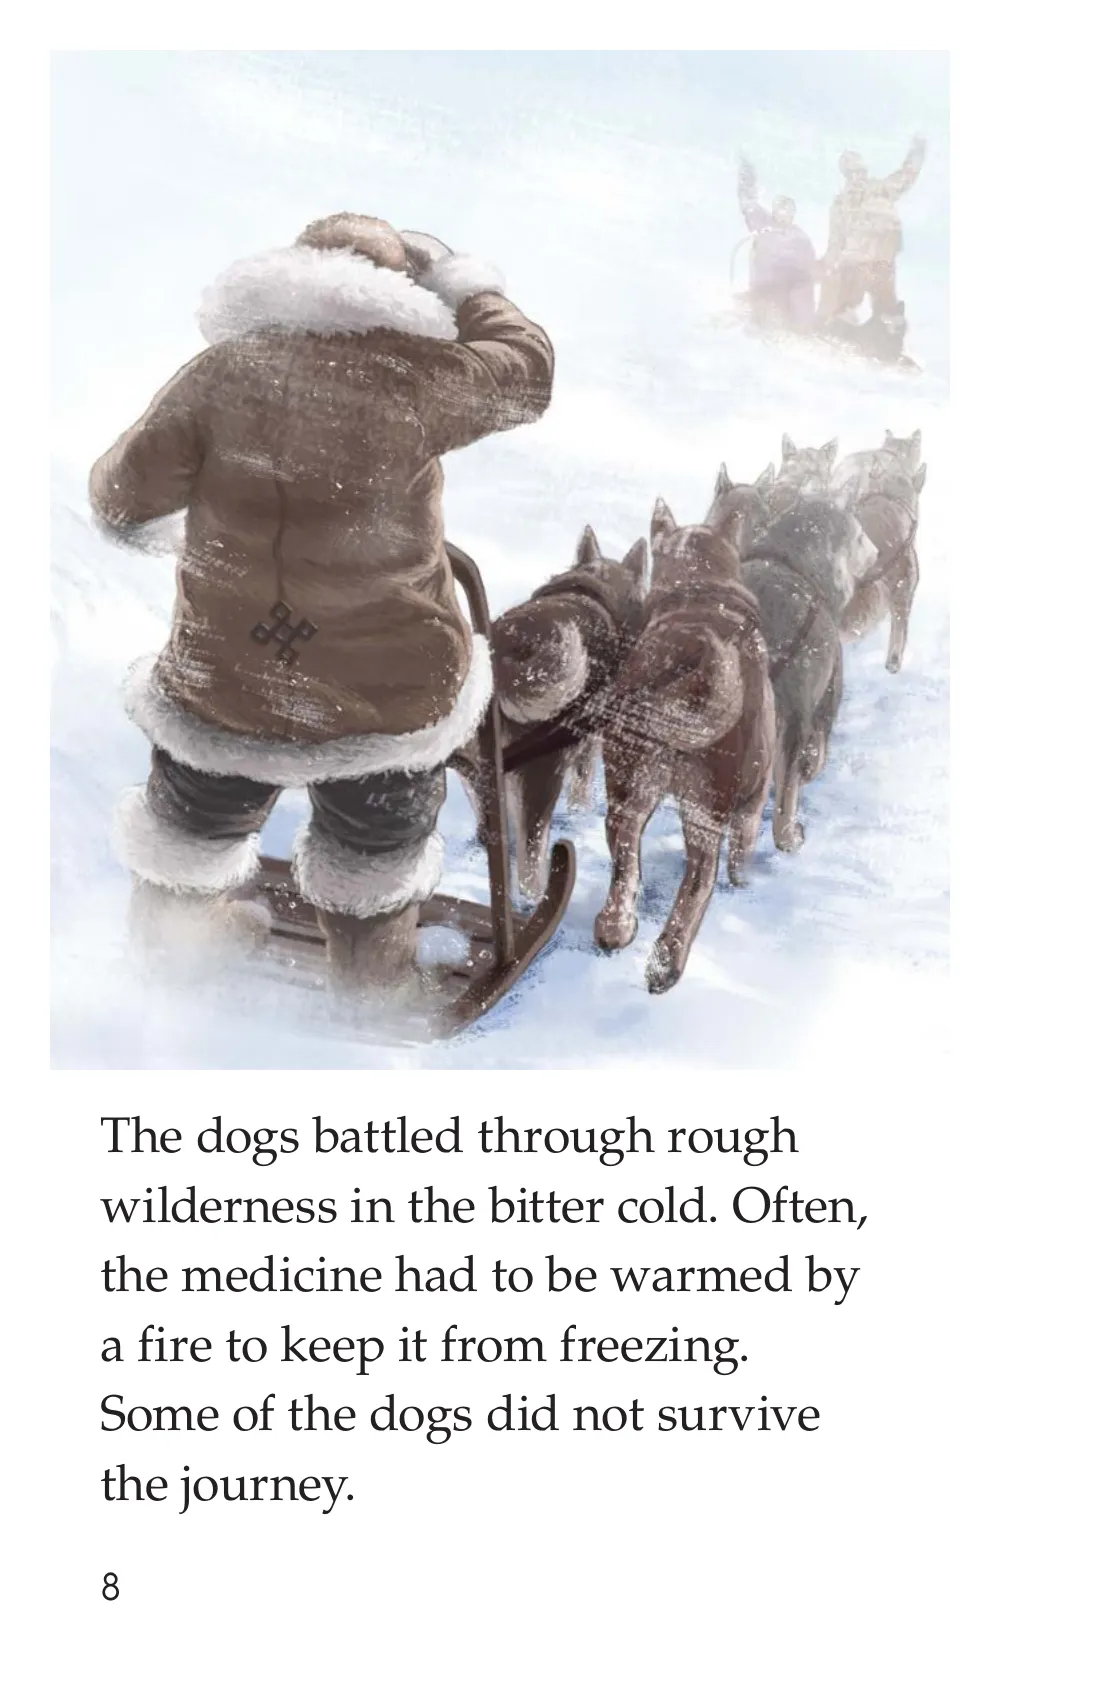 The dogs battled through rough
wilderness in the bitter cold. Often,
the medicine had to be warmed by
a fire to keep it from freezing.
Some of the dogs did not survive
the journey.
8